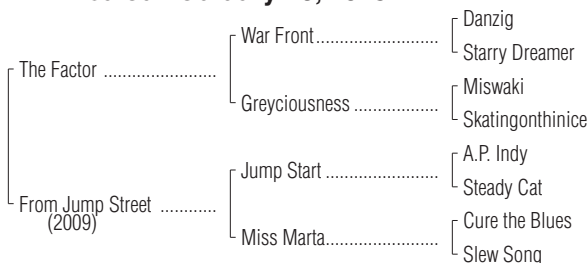 Danzig
War Front....................
Starry Dreamer
The Factor ........................
Miswaki
Greyciousness ..................
Skatingonthinice
A.P. Indy
Jump Start ........................
Steady Cat
From Jump Street ............
(2009)
Cure the Blues
Miss Marta........................
Slew Song